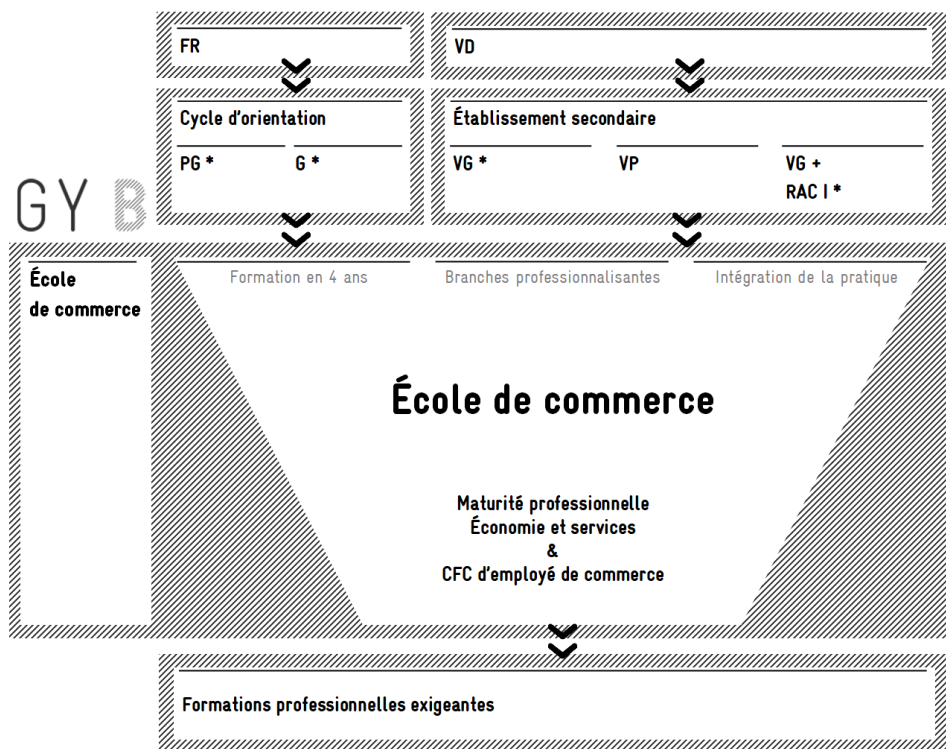 FR
VD
Cycle d'orientation
Établissement secondaire
PG *
G *
VG *
VP
VG +
RAC I *
GYB
École
de commerce
Formation en 4 ans
Branches professionnalisantes
Intégration de la pratique
École de commerce
Maturité professionnelle
Économie et services
&
CFC d'employé de commerce
Formations professionnelles exigeantes